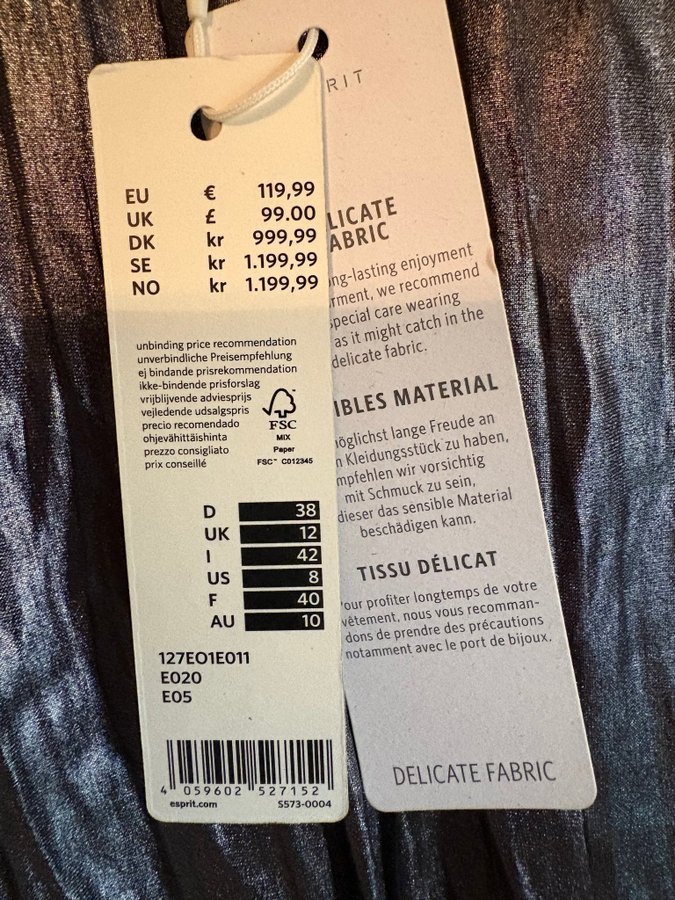 EU € 119,99
UK £ 99.00
DK kr 999,99
SE kr 1.199,99
NO kr 1.199,99
unbinding price recommendation
unverbindliche Preisempfehlung
ej bindande prisrekommendation
ikke-bindende prisforslag
vrijblijvende adviesprijs
vejledende udsalgspris
precio recomendado
ohjevähittäishinta
prezzo consigliato
prix conseillé
FSC
MIX
Paper
FSC™ C012345
D 38
UK 12
I 42
US 8
F 40
AU 10
127EO1E011
E020
E05
4 059602 527152
esprit.com S573-0004
RIT
LICATE
ABRIC
ng-lasting enjoyment
rment, we recommend
special care wearing
as it might catch in the
delicate fabric.
IBLES MATERIAL
möglichst lange Freude an
n Kleidungsstück zu haben,
mpfehlen wir vorsichtig
mit Schmuck zu sein,
dieser das sensible Material
beschädigen kann.
TISSU DÉLICAT
Pour profiter longtemps de votre
vêtement, nous vous recomman-
dons de prendre des précautions
notamment avec le port de bijoux.
DELICATE FABRIC